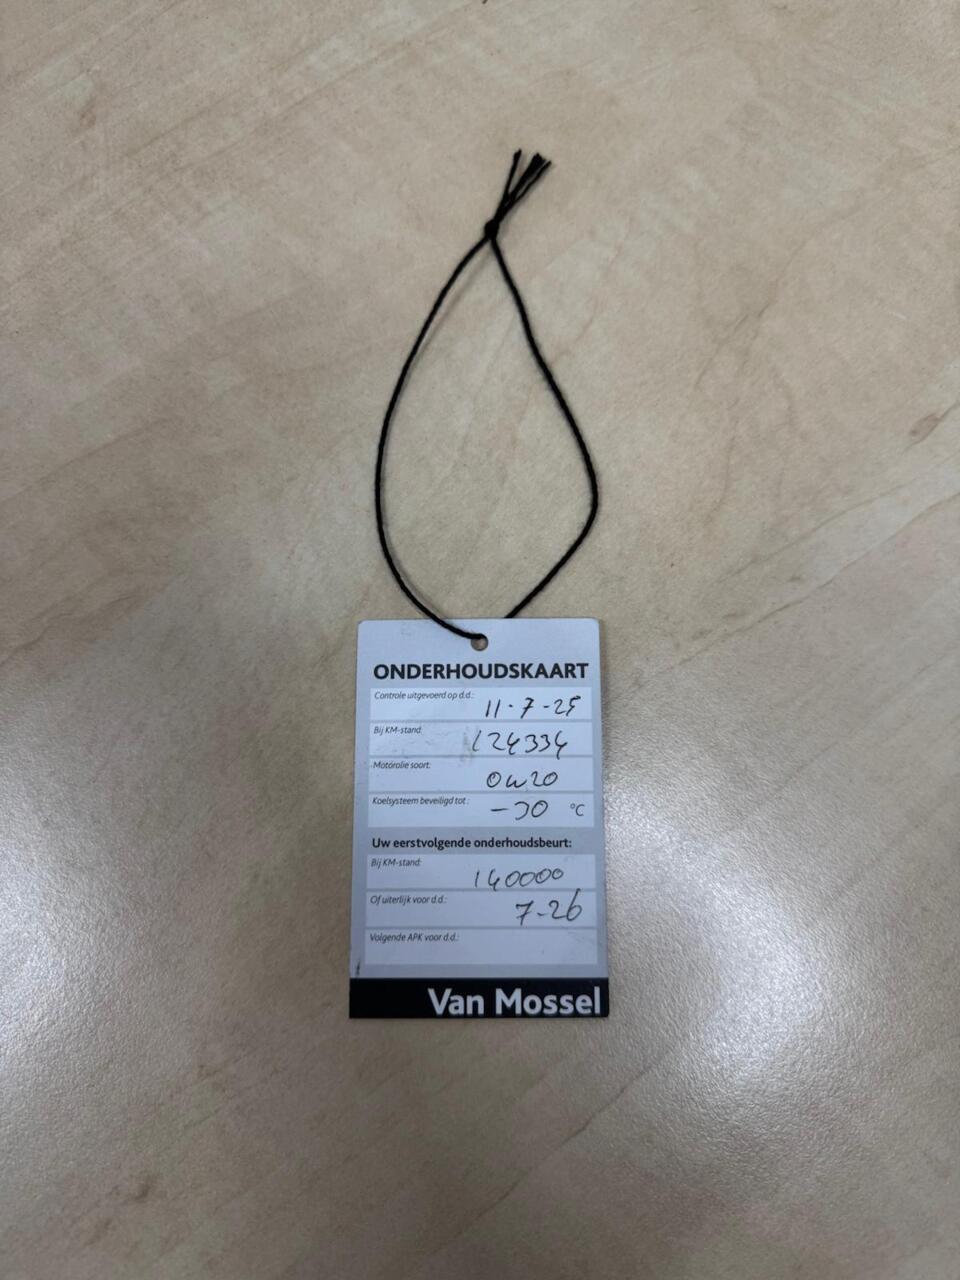 ONDERHOUDSKAART
Controle uitgevoerd op d.d.: 11-7-25
Bij KM-stand: 124334
Motorolie soort: 0w20
Koelsysteem beveiligd tot: -30 °C
Uw eerstvolgende onderhoudsbeurt:
Bij KM-stand: 140000
Of uiterlijk voor d.d.: 7-26
Volgende APK voor d.d.:
Van Mossel